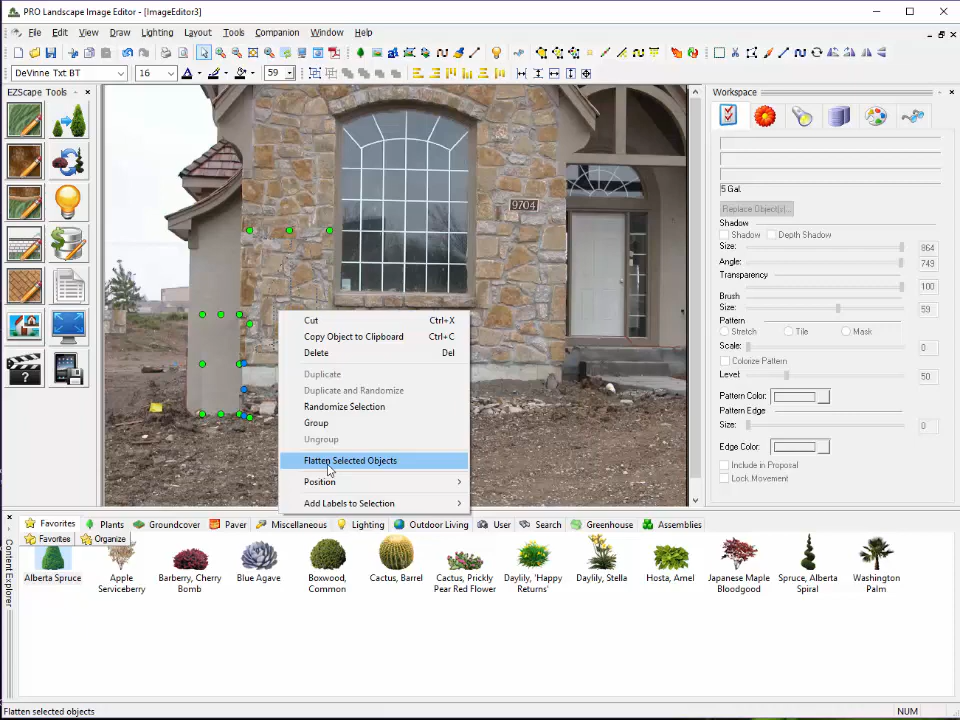 PRO Landscape Image Editor - [ImageEditor3]
File Edit View Draw Lighting Layout Tools Companion Window Help
DeVinne Txt BT 16 A 59
EZScape Tools
9704
Cut Ctrl+X
Copy Object to Clipboard Ctrl+C
Delete Del
Duplicate
Duplicate and Randomize
Randomize Selection
Group
Ungroup
Flatten Selected Objects
Position
Add Labels to Selection
Workspace
5 Gal.
Replace Object(s)...
Shadow
Shadow Depth Shadow
Size: 864
Angle: 749
Transparency
100
Brush
Size: 59
Pattern
Stretch Tile Mask
Scale: 0
Colorize Pattern
Level: 50
Pattern Color:
Pattern Edge
Size: 0
Edge Color:
Include in Proposal
Lock Movement
Content Explorer
Favorites Plants Groundcover Paver Miscellaneous Lighting Outdoor Living User Search Greenhouse Assemblies
Favorites Organize
Alberta Spruce
Apple Serviceberry
Barberry, Cherry Bomb
Blue Agave
Boxwood, Common
Cactus, Barrel
Cactus, Prickly Pear Red Flower
Daylily, 'Happy Returns'
Daylily, Stella
Hosta, Amel
Japanese Maple Bloodgood
Spruce, Alberta Spiral
Washington Palm
Flatten selected objects NUM